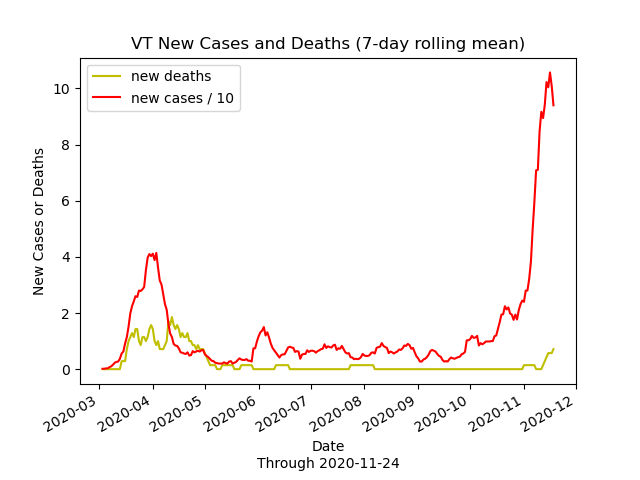 VT New Cases and Deaths (7-day rolling mean)
new deaths
new cases / 10
New Cases or Deaths
10
8
6
4
2
0
2020-03
2020-04
2020-05
2020-06
2020-07
2020-08
2020-09
2020-10
2020-11
2020-12
Date
Through 2020-11-24